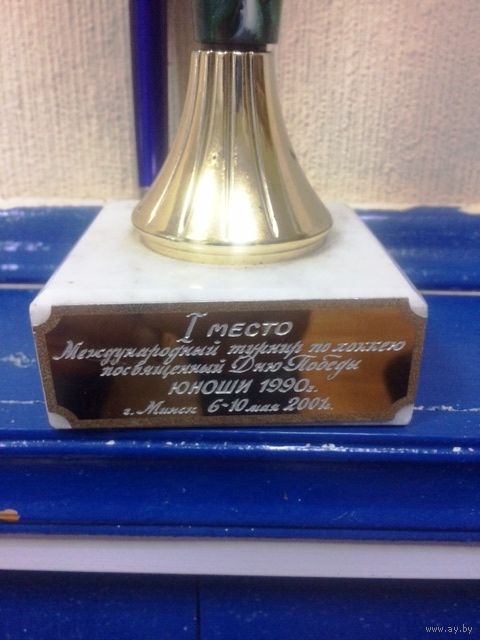 I МЕСТО
Международный турнир по хоккею
посвященный Дню Победы
ЮНОШИ 1990г.
г. Минск 6-10 мая 2001г.
www.ay.by